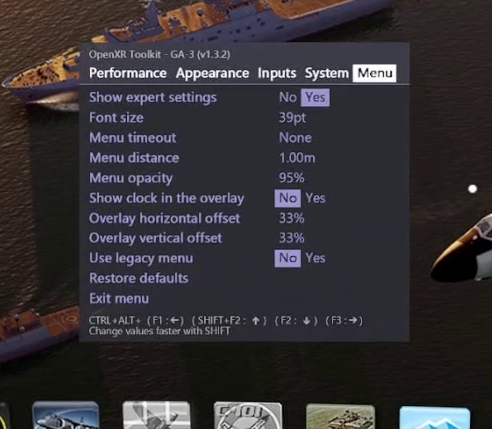 OpenXR Toolkit - GA-3 (v1.3.2)
Performance Appearance Inputs System Menu
Show expert settings No Yes
Font size 39pt
Menu timeout None
Menu distance 1.00m
Menu opacity 95%
Show clock in the overlay No Yes
Overlay horizontal offset 33%
Overlay vertical offset 33%
Use legacy menu No Yes
Restore defaults
Exit menu
CTRL+ALT+ (F1:←) (SHIFT+F2: ↑) (F2: ↓) (F3:→)
Change values faster with SHIFT